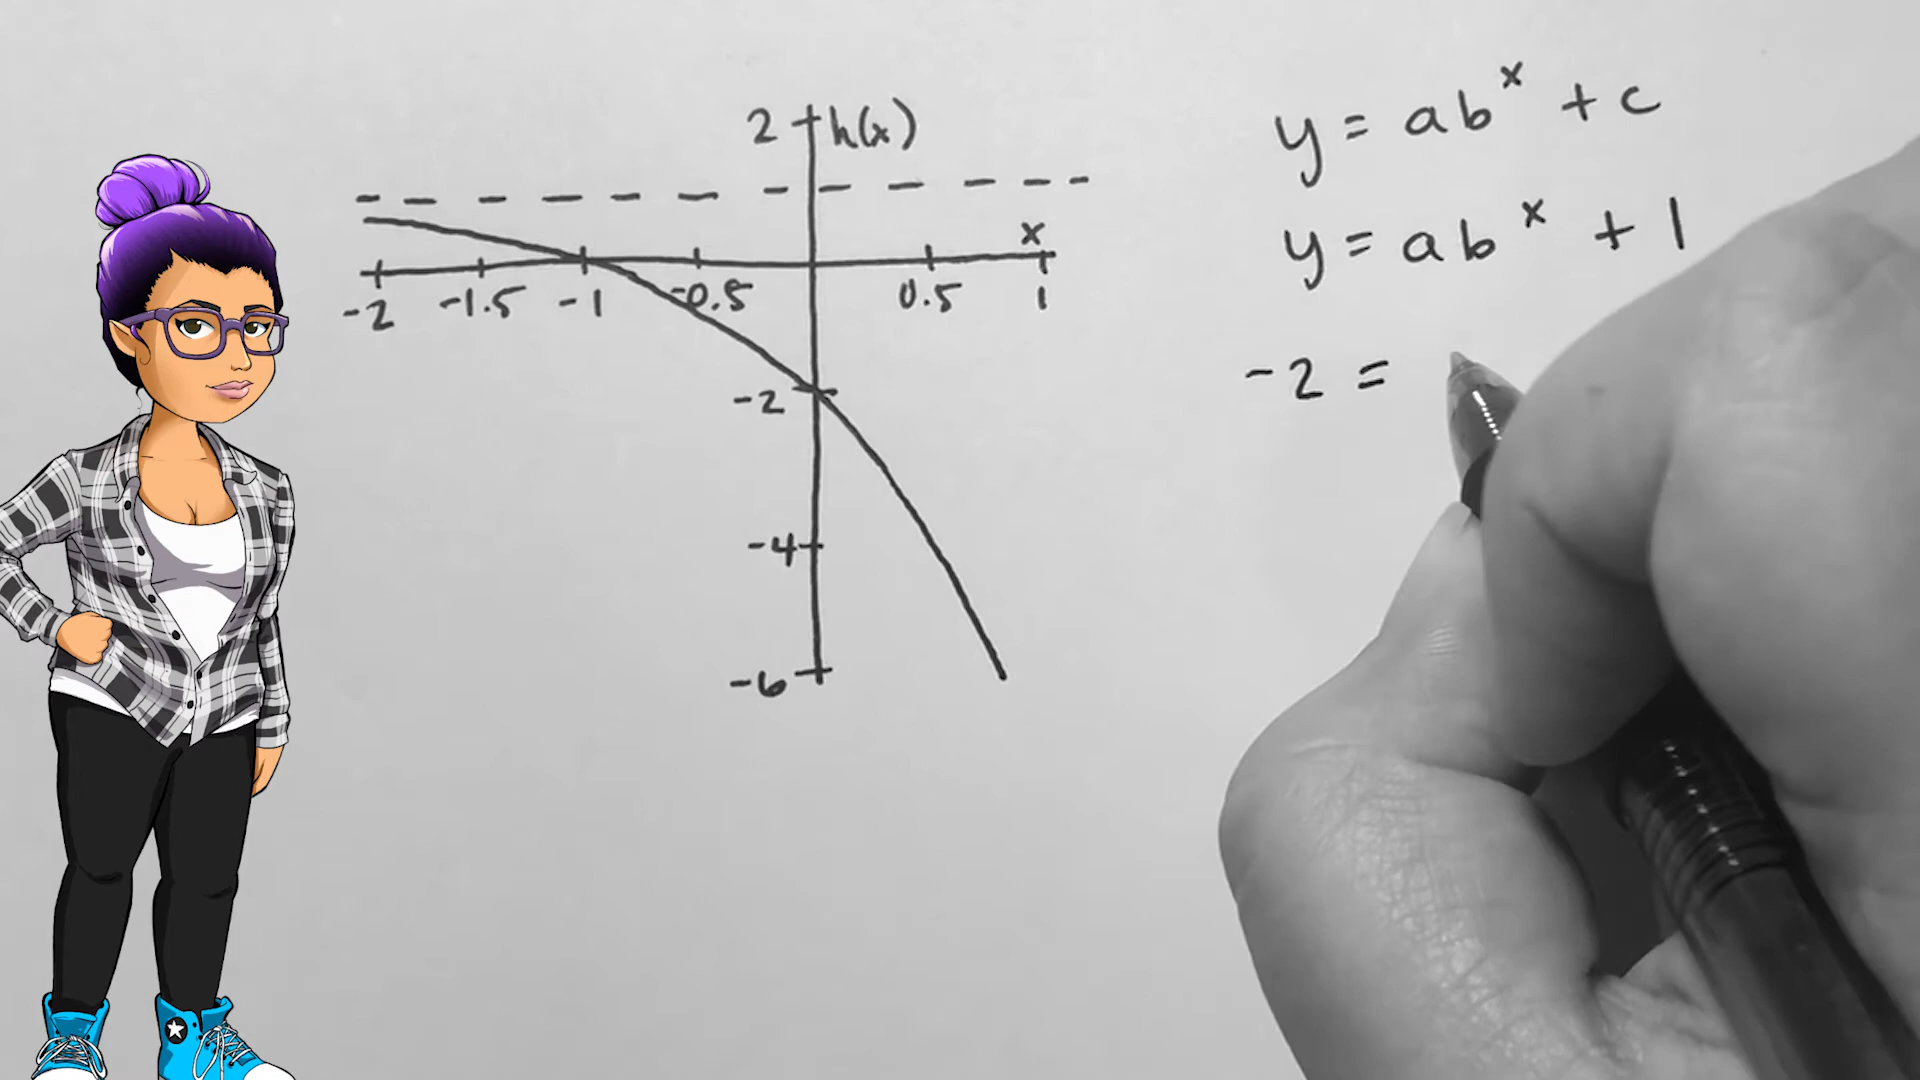 2 h(x)
x
-2 -1.5 -1 -0.5 0.5 1
-2
-4
-6
y = ab^x + c
y = ab^x + 1
-2 =